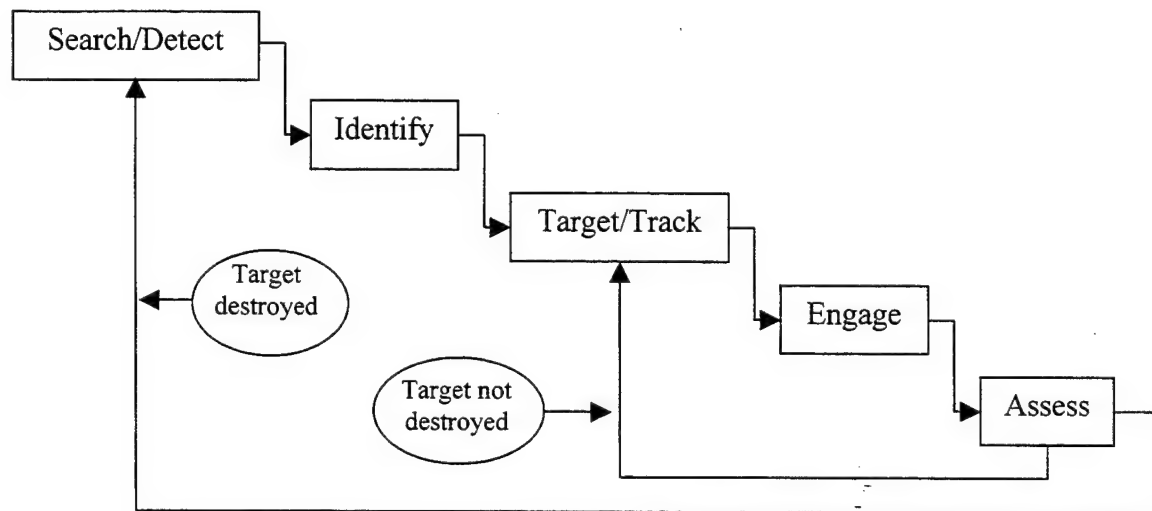 Search/Detect
Identify
Target/Track
Target
destroyed
Engage
Target not
destroyed
Assess